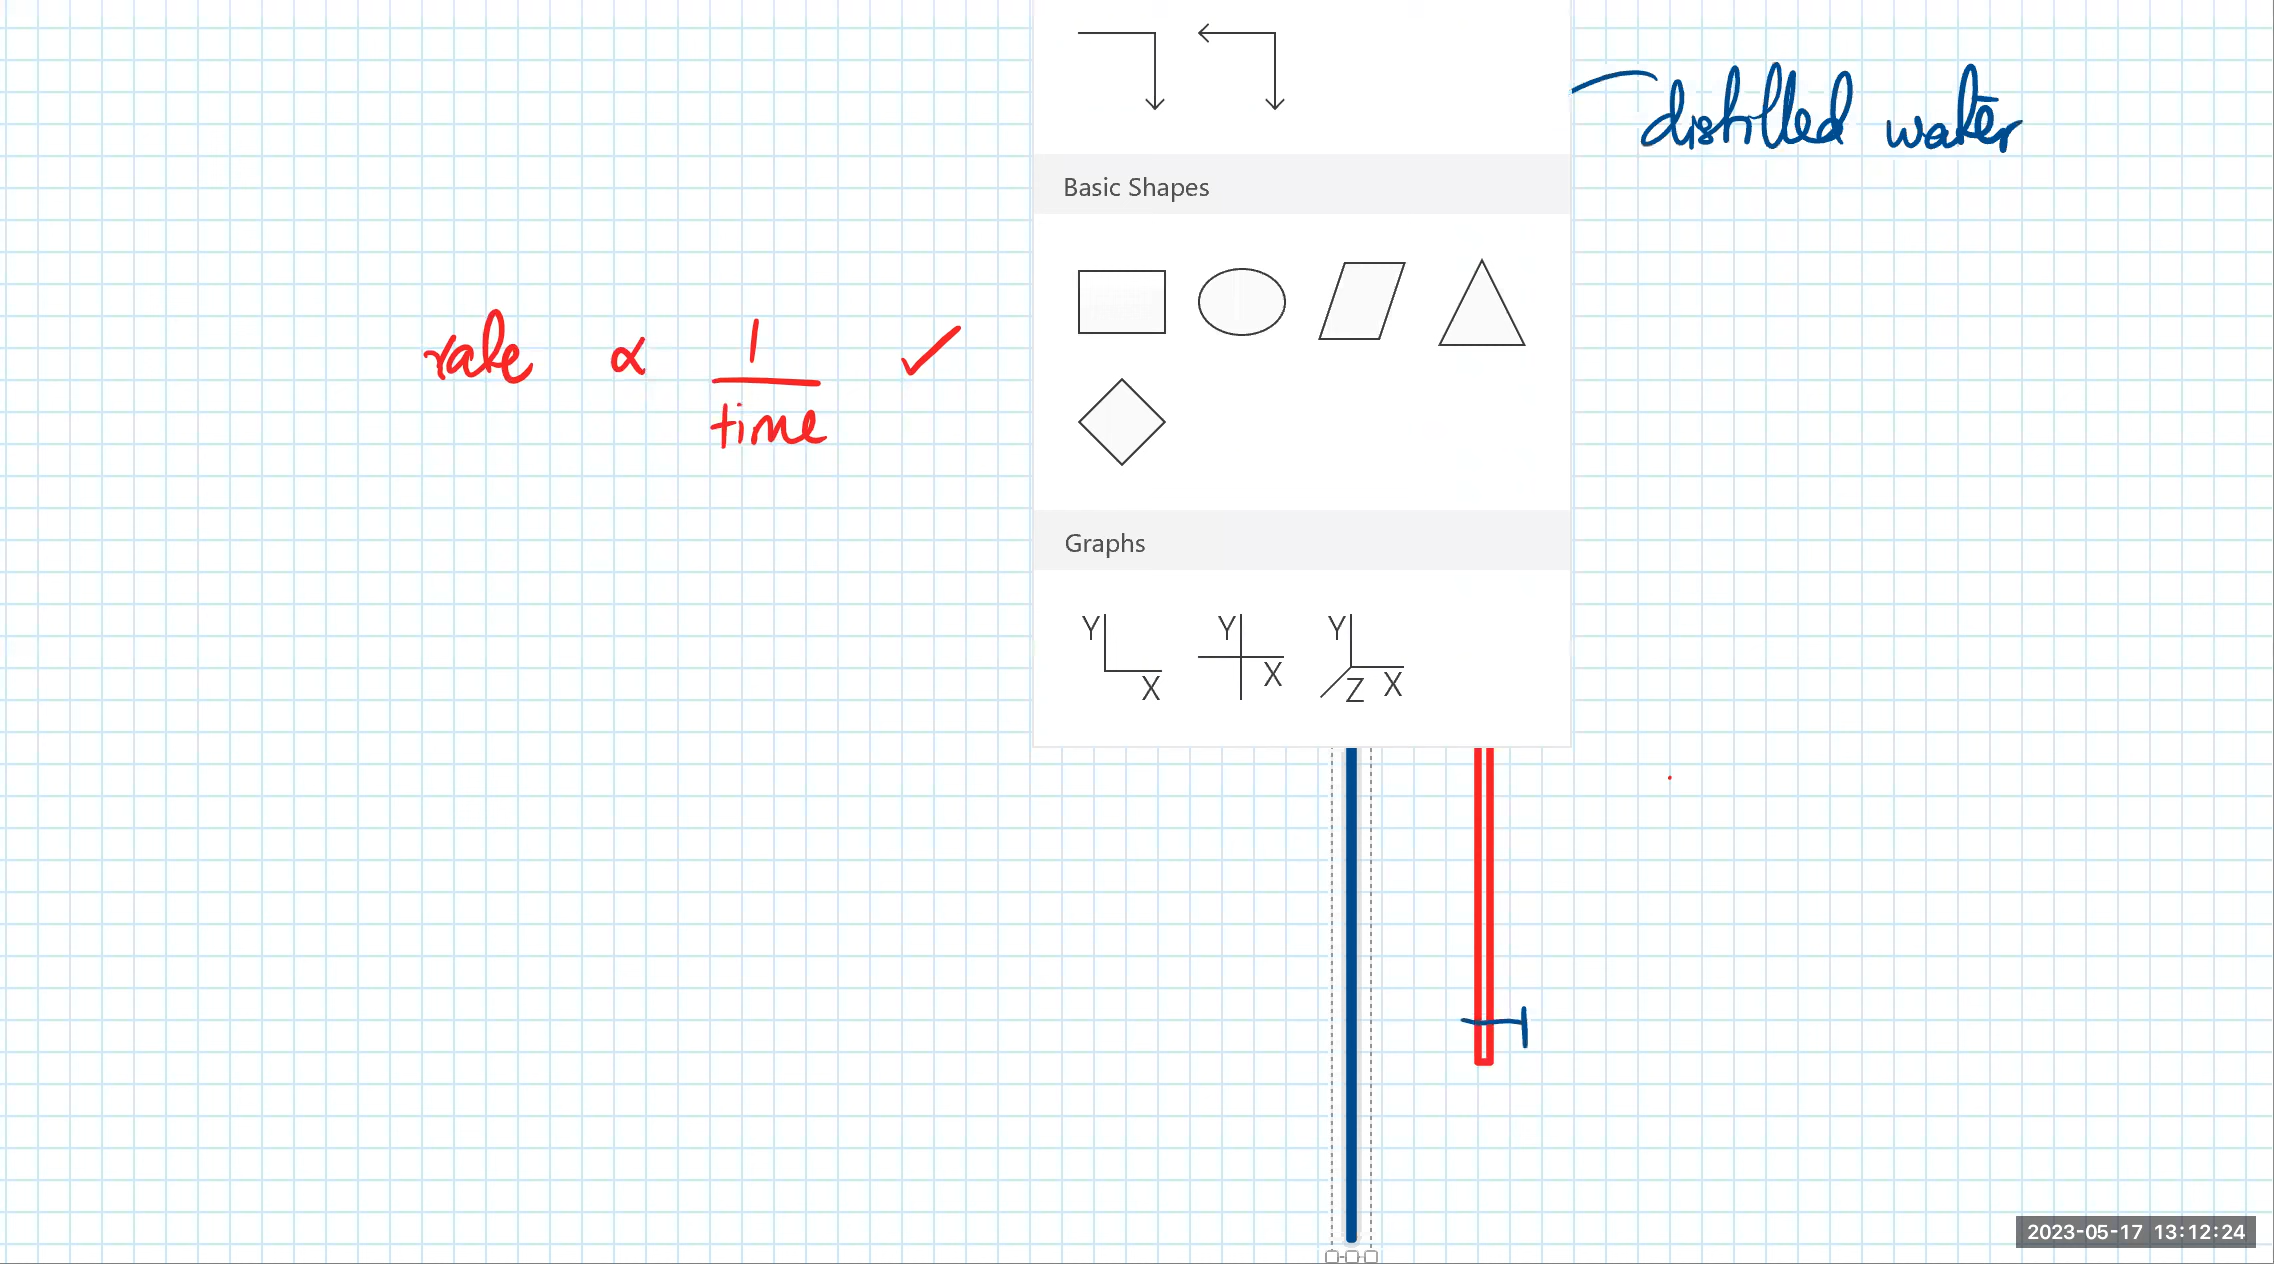 distilled water
Basic Shapes
rate ∝ 1
time
Graphs
Y X Y X Y Z X
2023-05-17 13:12:24